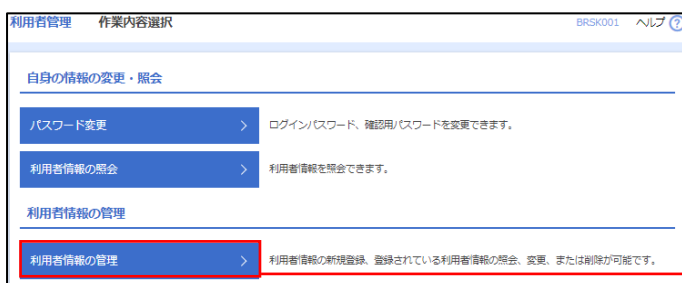 利用者管理 作業内容選択 BRSK001 ヘルプ ?
自身の情報の変更・照会
パスワード変更 ログインパスワード、確認用パスワードを変更できます。
利用者情報の照会 利用者情報を照会できます。
利用者情報の管理
利用者情報の管理 利用者情報の新規登録、登録されている利用者情報の照会、変更、または削除が可能です。